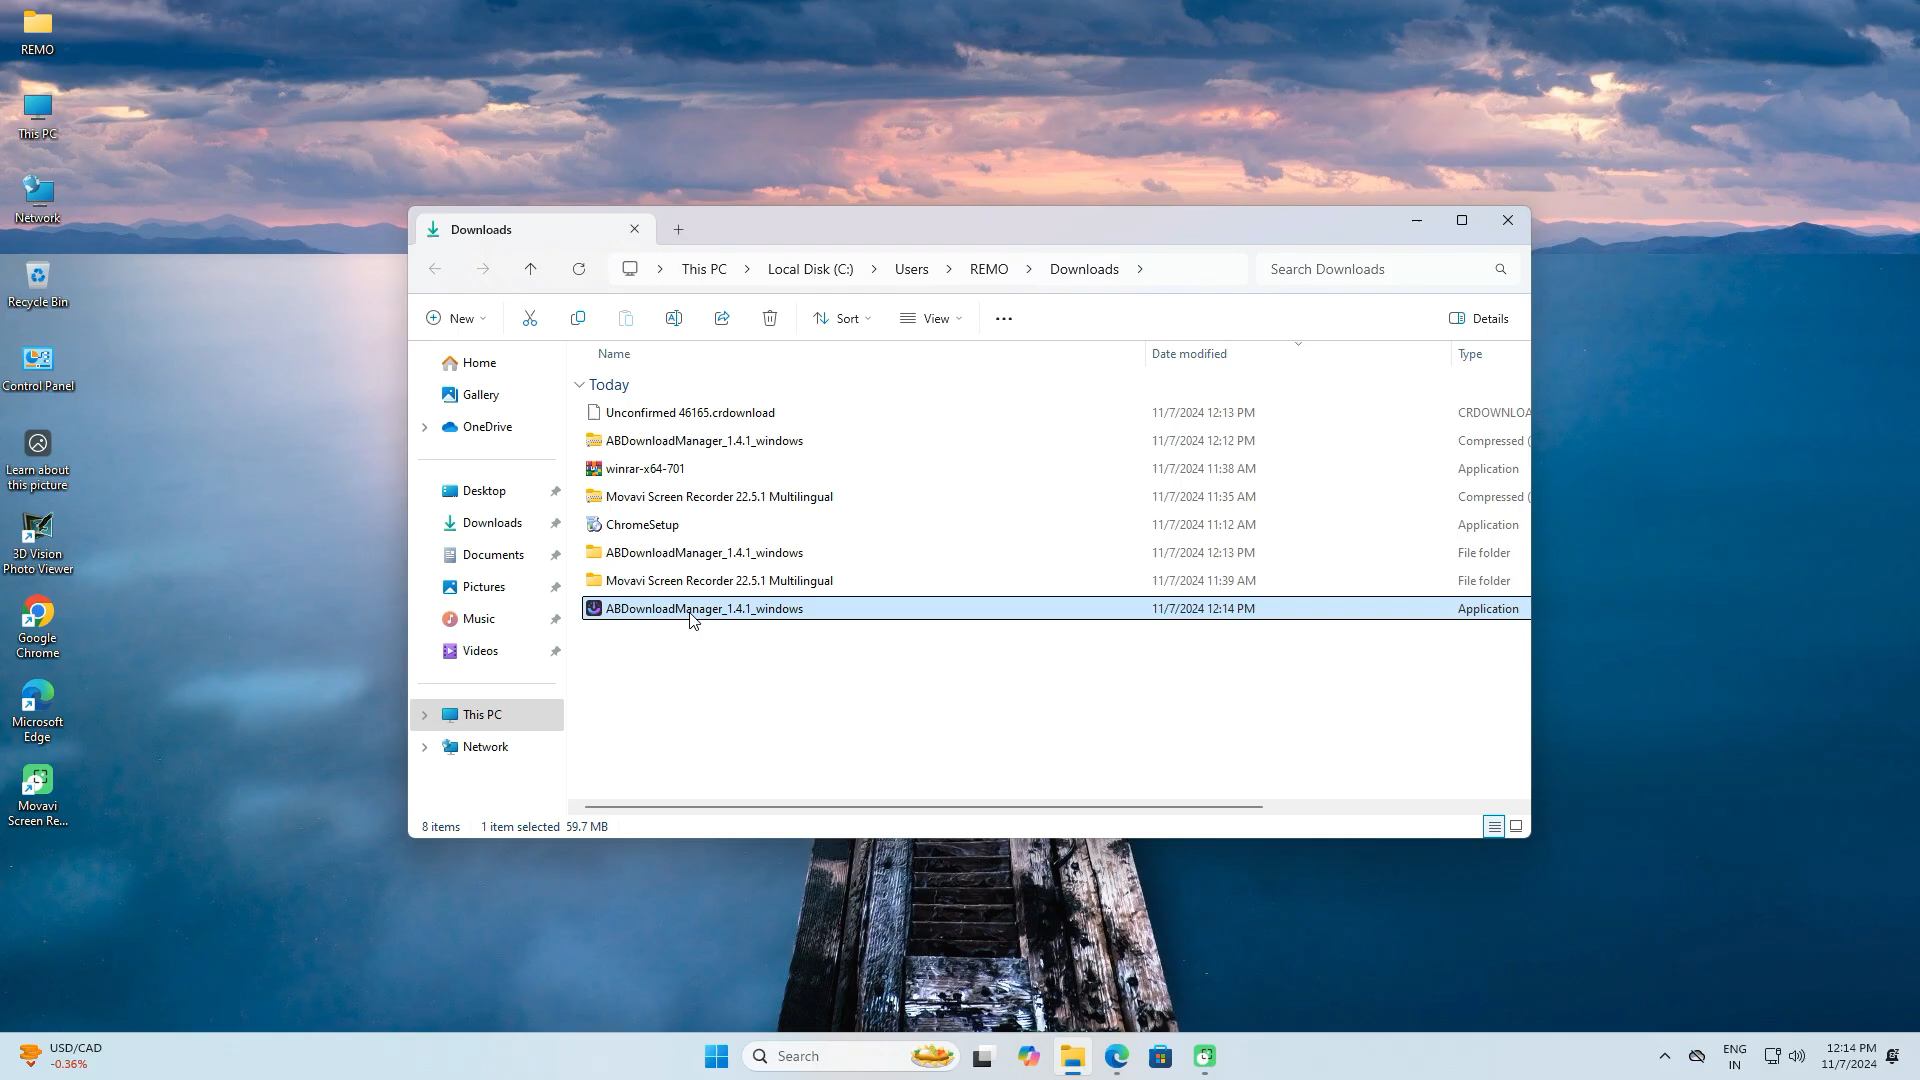 REMO
This PC
Network
Recycle Bin
Control Panel
Learn about
this picture
3D Vision
Photo Viewer
Google
Chrome
Microsoft
Edge
Movavi
Screen Re...
Downloads
This PC > Local Disk (C:) > Users > REMO > Downloads >
Search Downloads
New
Sort
View
Details
Home
Gallery
OneDrive
Desktop
Downloads
Documents
Pictures
Music
Videos
This PC
Network
Name Date modified Type
Today
Unconfirmed 46165.crdownload 11/7/2024 12:13 PM CRDOWNLOA
ABDownloadManager_1.4.1_windows 11/7/2024 12:12 PM Compressed (
winrar-x64-701 11/7/2024 11:38 AM Application
Movavi Screen Recorder 22.5.1 Multilingual 11/7/2024 11:35 AM Compressed (
ChromeSetup 11/7/2024 11:12 AM Application
ABDownloadManager_1.4.1_windows 11/7/2024 12:13 PM File folder
Movavi Screen Recorder 22.5.1 Multilingual 11/7/2024 11:39 AM File folder
ABDownloadManager_1.4.1_windows 11/7/2024 12:14 PM Application
8 items 1 item selected 59.7 MB
USD/CAD
-0.36%
Search
ENG
IN
12:14 PM
11/7/2024